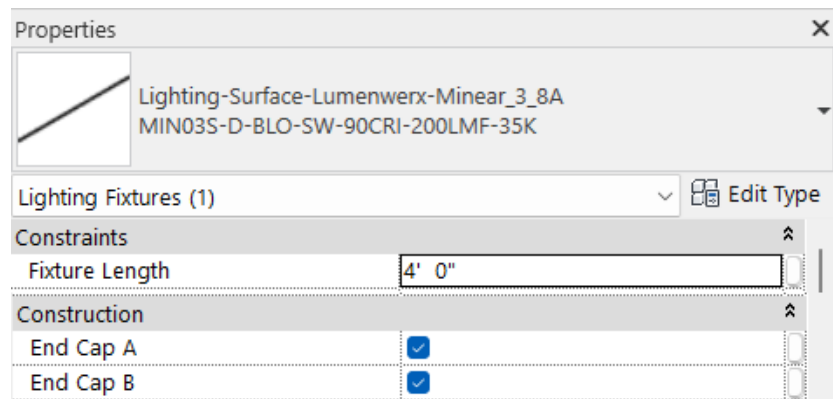 Properties
Lighting-Surface-Lumenwerx-Minear_3_8A
MIN03S-D-BLO-SW-90CRI-200LMF-35K
Lighting Fixtures (1) Edit Type
Constraints
Fixture Length 4' 0"
Construction
End Cap A
End Cap B